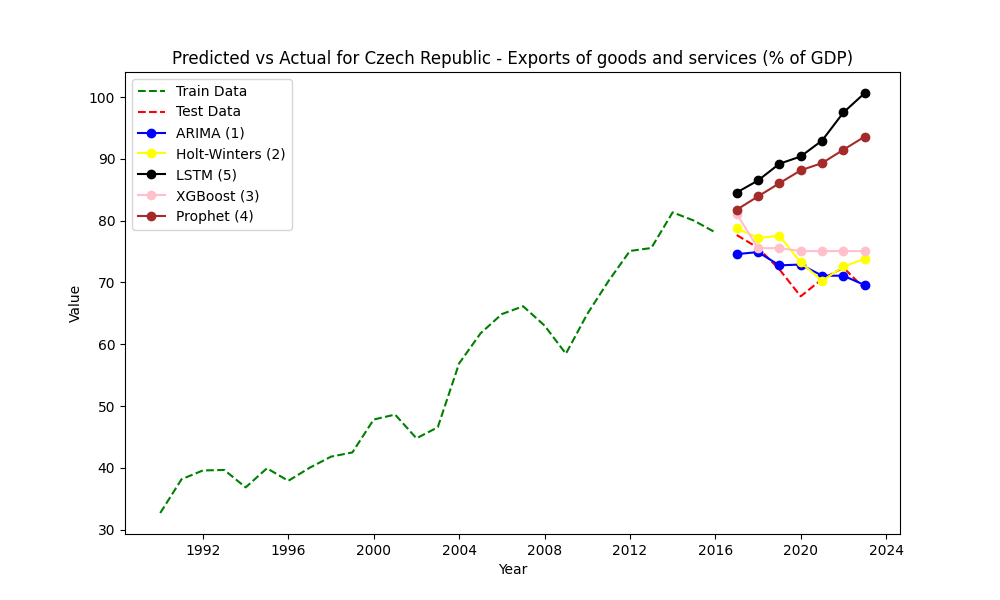 Predicted vs Actual for Czech Republic - Exports of goods and services (% of GDP)
Train Data
Test Data
ARIMA (1)
Holt-Winters (2)
LSTM (5)
XGBoost (3)
Prophet (4)
Value
100
90
80
70
60
50
40
30
1992 1996 2000 2004 2008 2012 2016 2020 2024
Year